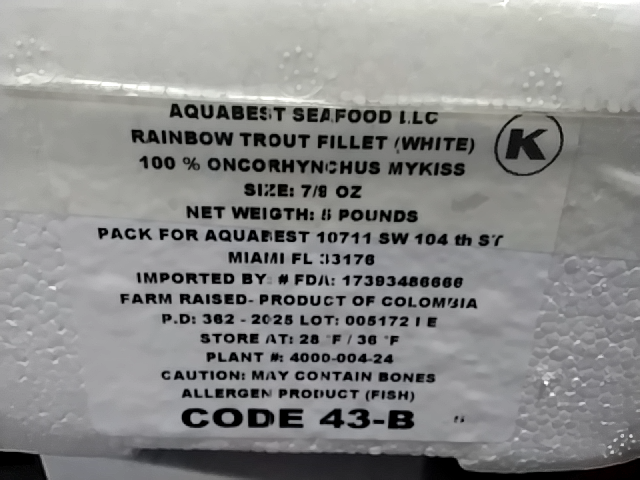 AQUABEST SEAFOOD LLC
RAINBOW TROUT FILLET (WHITE)
K
100 % ONCORHYNCHUS MYKISS
SIZE: 7/9 OZ
NET WEIGTH: POUNDS
PACK FOR AQUABEST 10711 SW 104 th ST
MIAMI FL 33176
IMPORTED BY: # FDA: 17393486666
FARM RAISED- PRODUCT OF COLOMBIA
P.D: 362 - 2025 LOT: 005172 I E
STORE AT: 28 °F / 36 °F
PLANT #: 4000-004-24
CAUTION: MAY CONTAIN BONES
ALLERGEN PRODUCT (FISH)
CODE 43-B